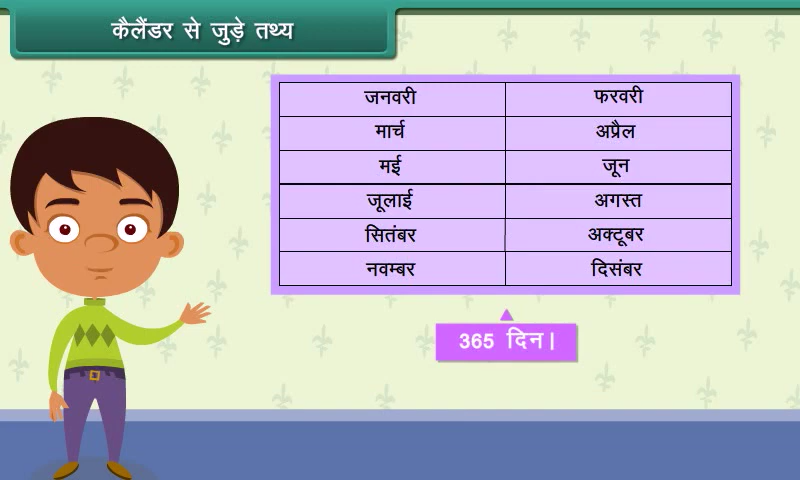 कैलैंडर से जुड़े तथ्य
जनवरी फरवरी
मार्च अप्रैल
मई जून
जूलाई अगस्त
सितंबर अक्टूबर
नवम्बर दिसंबर
365 दिन।